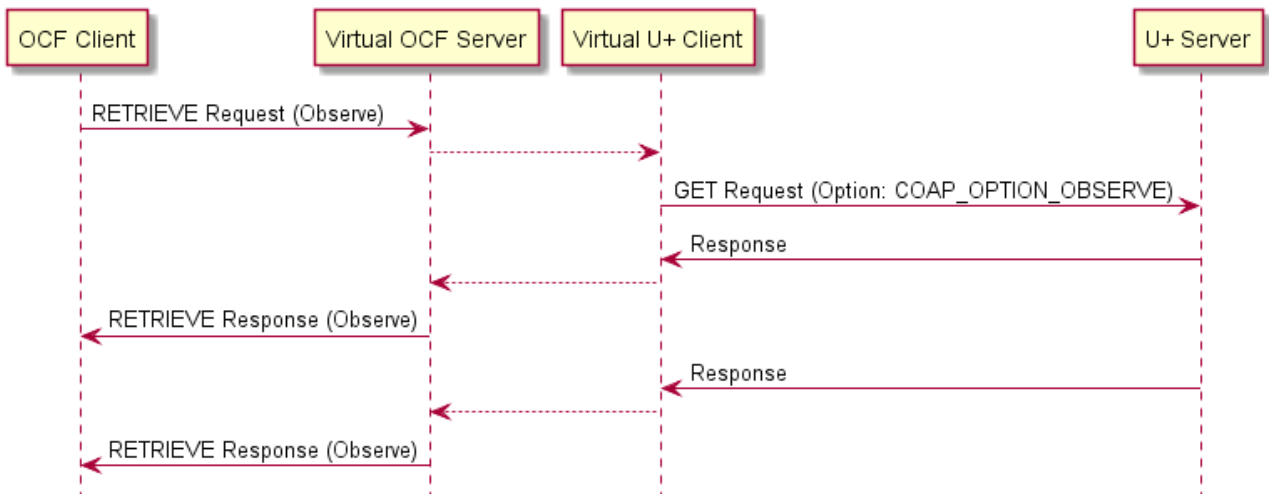 OCF Client
Virtual OCF Server
Virtual U+ Client
U+ Server
RETRIEVE Request (Observe)
GET Request (Option: COAP_OPTION_OBSERVE)
Response
RETRIEVE Response (Observe)
Response
RETRIEVE Response (Observe)